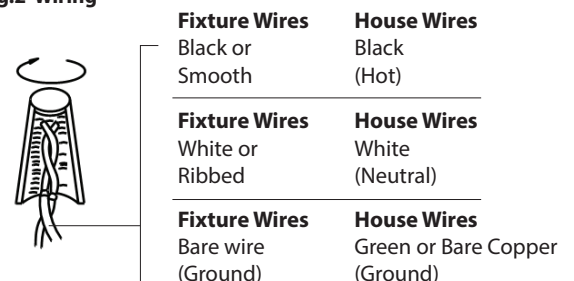 Wiring
Fixture Wires House Wires
Black or Black
Smooth (Hot)
Fixture Wires House Wires
White or White
Ribbed (Neutral)
Fixture Wires House Wires
Bare wire Green or Bare Copper
(Ground) (Ground)